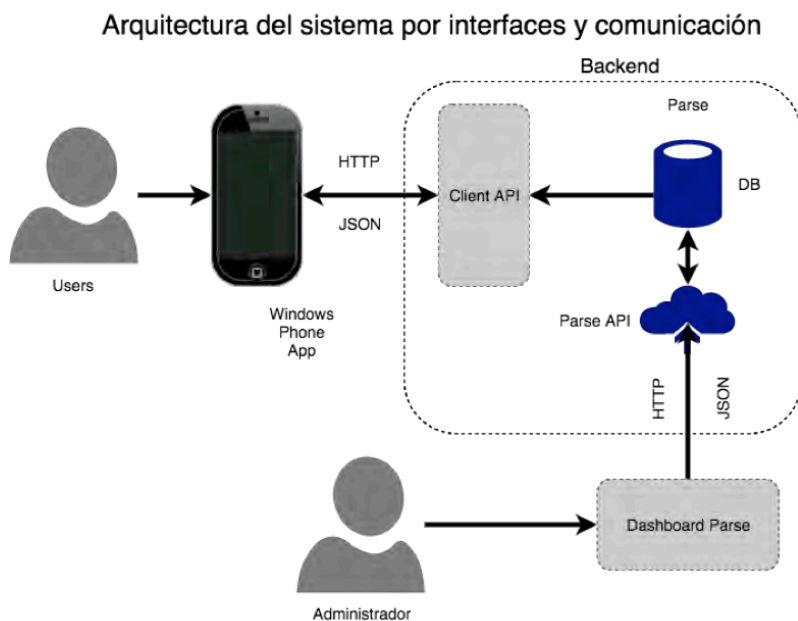 Arquitectura del sistema por interfaces y comunicación
Backend
Parse
HTTP
Client API
DB
JSON
Users
Windows
Phone
App
Parse API
HTTP
JSON
Dashboard Parse
Administrador